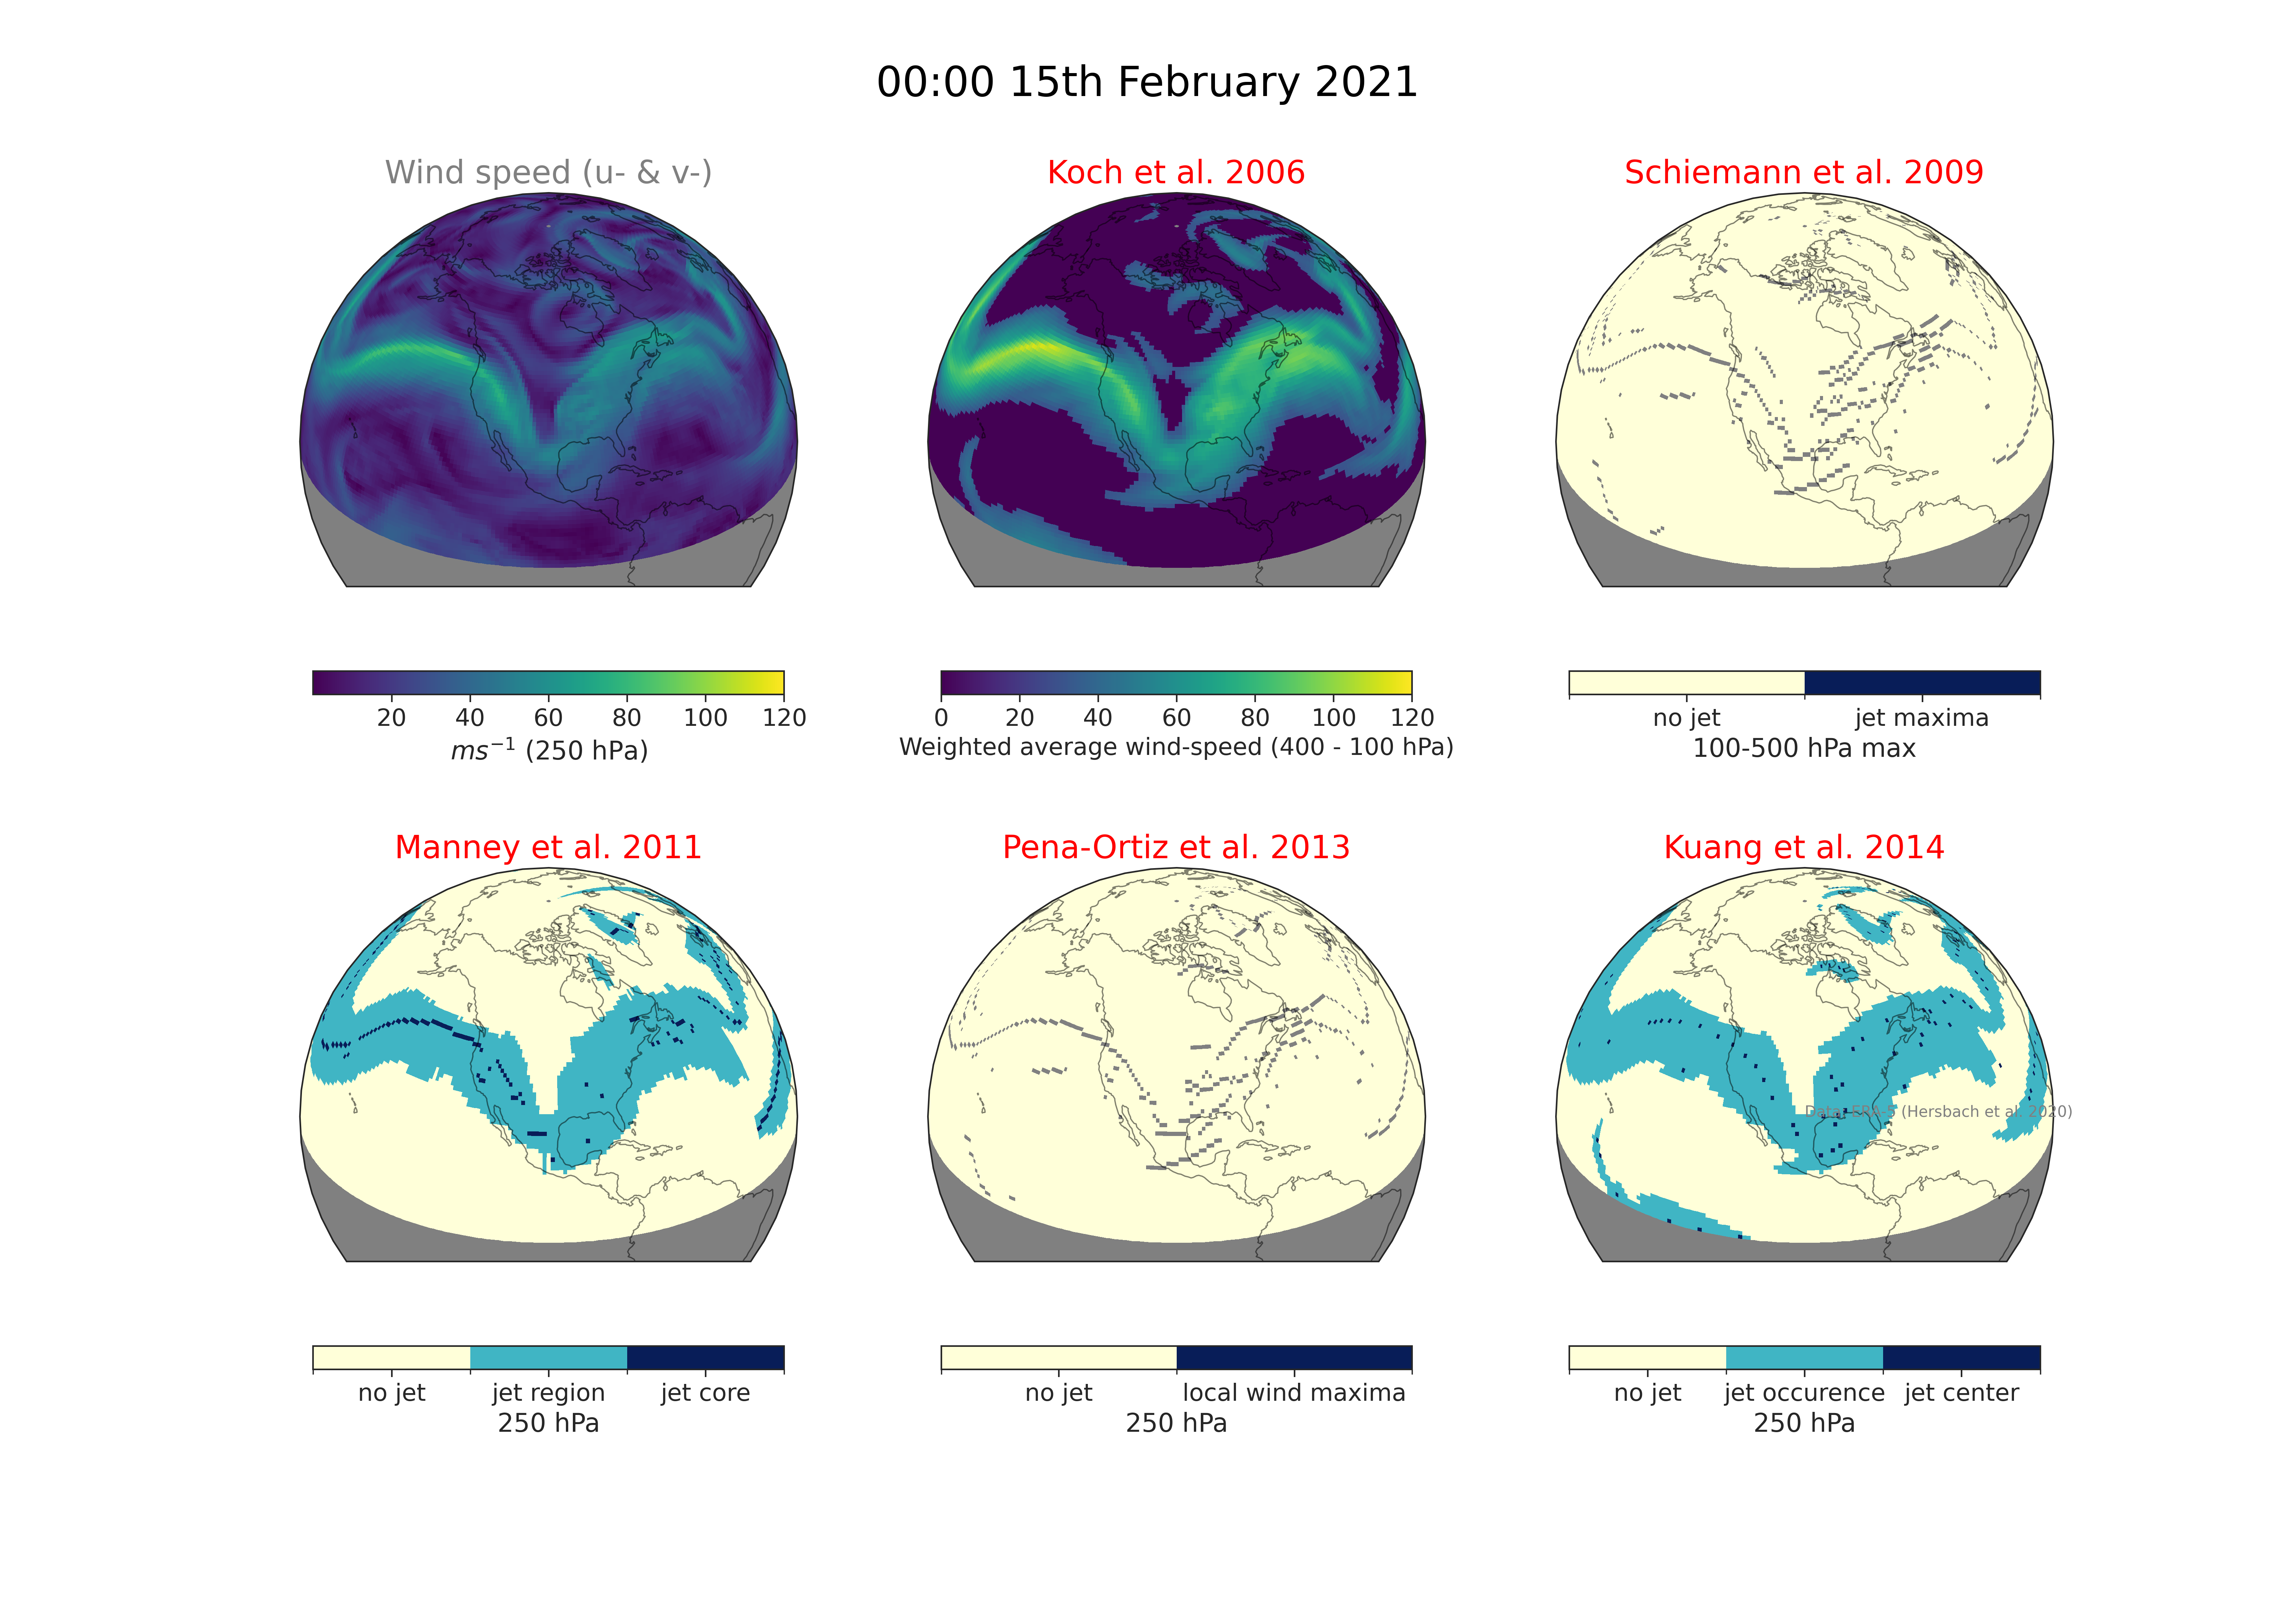 00:00 15th February 2021
Wind speed (u- & v-)
Koch et al. 2006
Schiemann et al. 2009
20 40 60 80 100 120
ms⁻¹ (250 hPa)
0 20 40 60 80 100 120
Weighted average wind-speed (400 - 100 hPa)
no jet jet maxima
100-500 hPa max
Manney et al. 2011
Pena-Ortiz et al. 2013
Kuang et al. 2014
Data: ERA-5 (Hersbach et al. 2020)
no jet jet region jet core
250 hPa
no jet local wind maxima
250 hPa
no jet jet occurence jet center
250 hPa